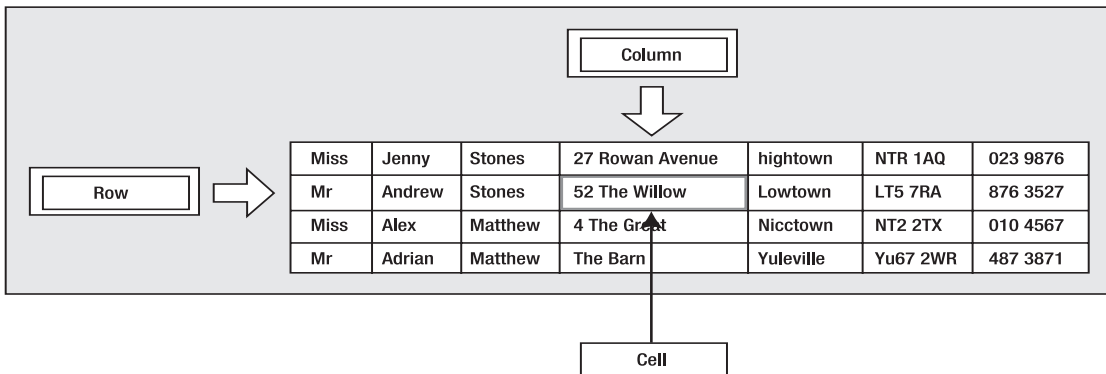 Column
Row
Miss Jenny Stones 27 Rowan Avenue hightown NTR 1AQ 023 9876
Mr Andrew Stones 52 The Willow Lowtown LT5 7RA 876 3527
Miss Alex Matthew 4 The Great Nicctown NT2 2TX 010 4567
Mr Adrian Matthew The Barn Yuleville Yu67 2WR 487 3871
Cell